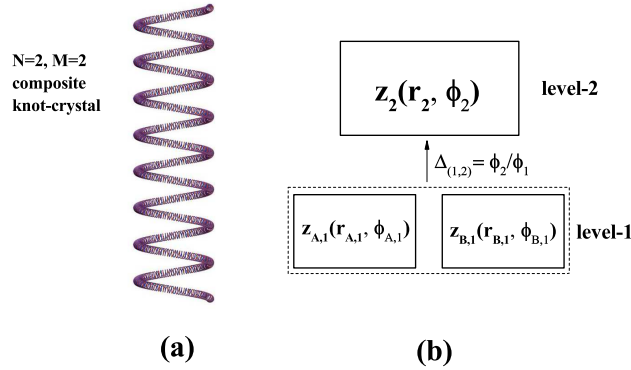 N=2, M=2
composite
knot-crystal
(a)
z₂(r₂, ϕ₂)
level-2
Δ₍₁,₂₎= ϕ₂/ϕ₁
z_A,1(r_A,1, ϕ_A,1)
z_B,1(r_B,1, ϕ_B,1)
level-1
(b)